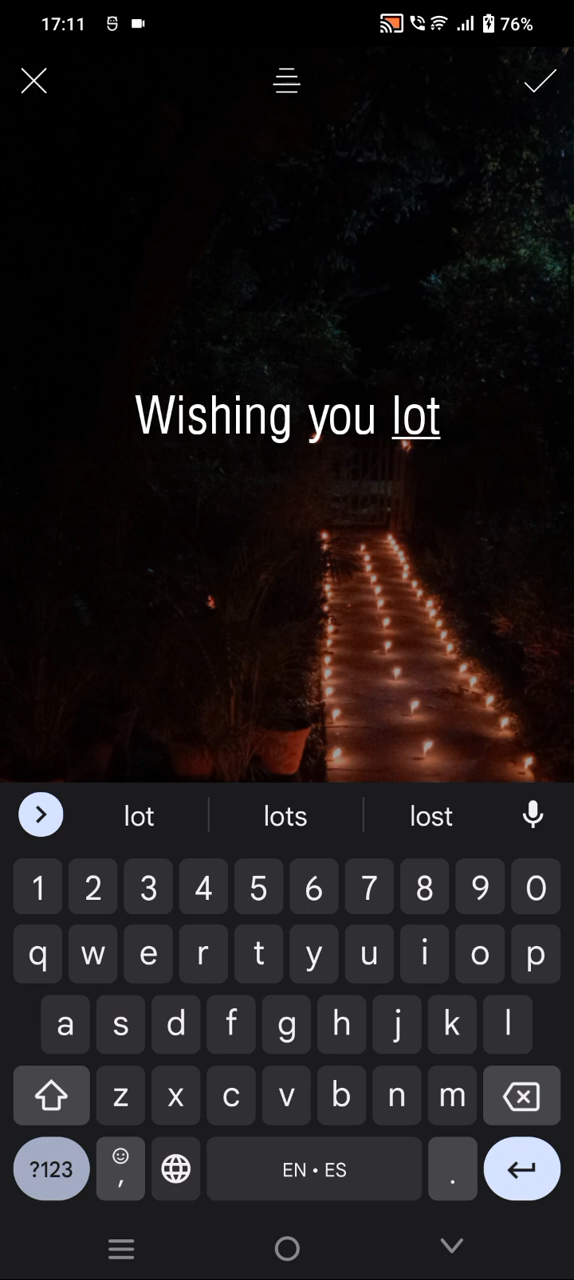 17:11 76%
Wishing you lot
lot lots lost
1 2 3 4 5 6 7 8 9 0
q w e r t y u i o p
a s d f g h j k l
z x c v b n m
?123 , EN • ES .